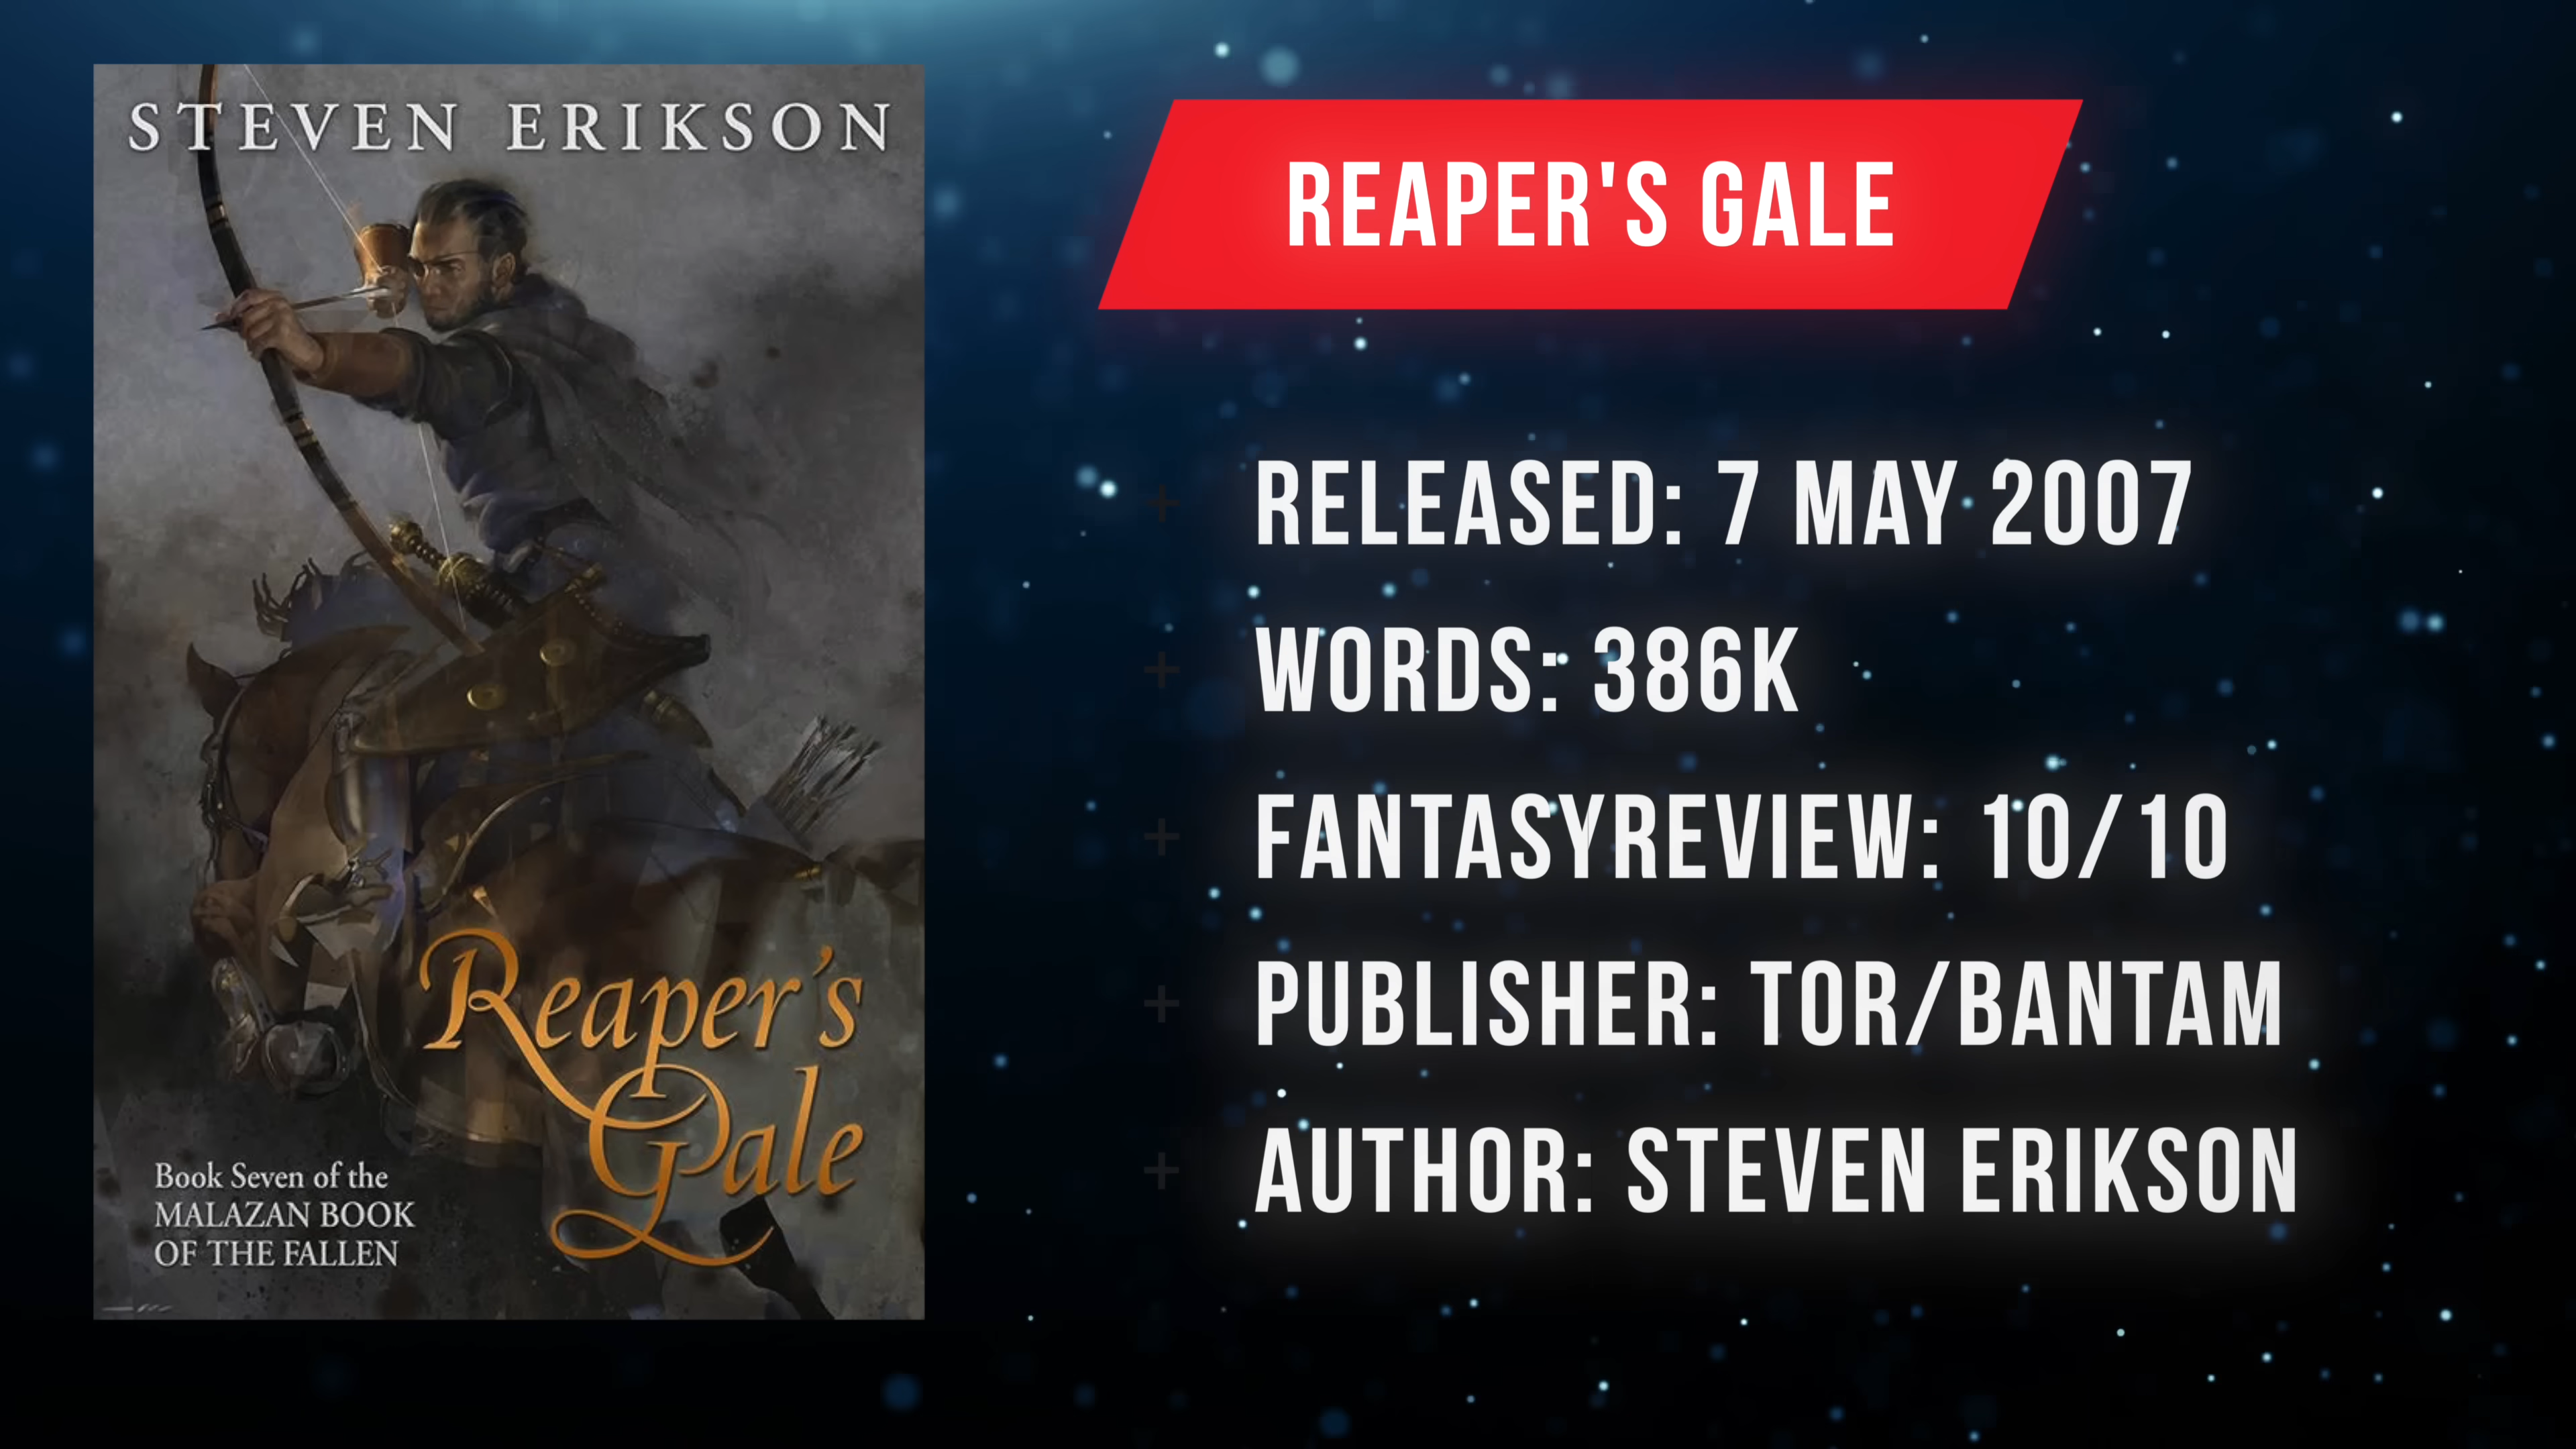 STEVEN ERIKSON
Reaper's
Gale
Book Seven of the
MALAZAN BOOK
OF THE FALLEN
REAPER'S GALE
RELEASED: 7 MAY 2007
WORDS: 386K
FANTASYREVIEW: 10/10
PUBLISHER: TOR/BANTAM
AUTHOR: STEVEN ERIKSON